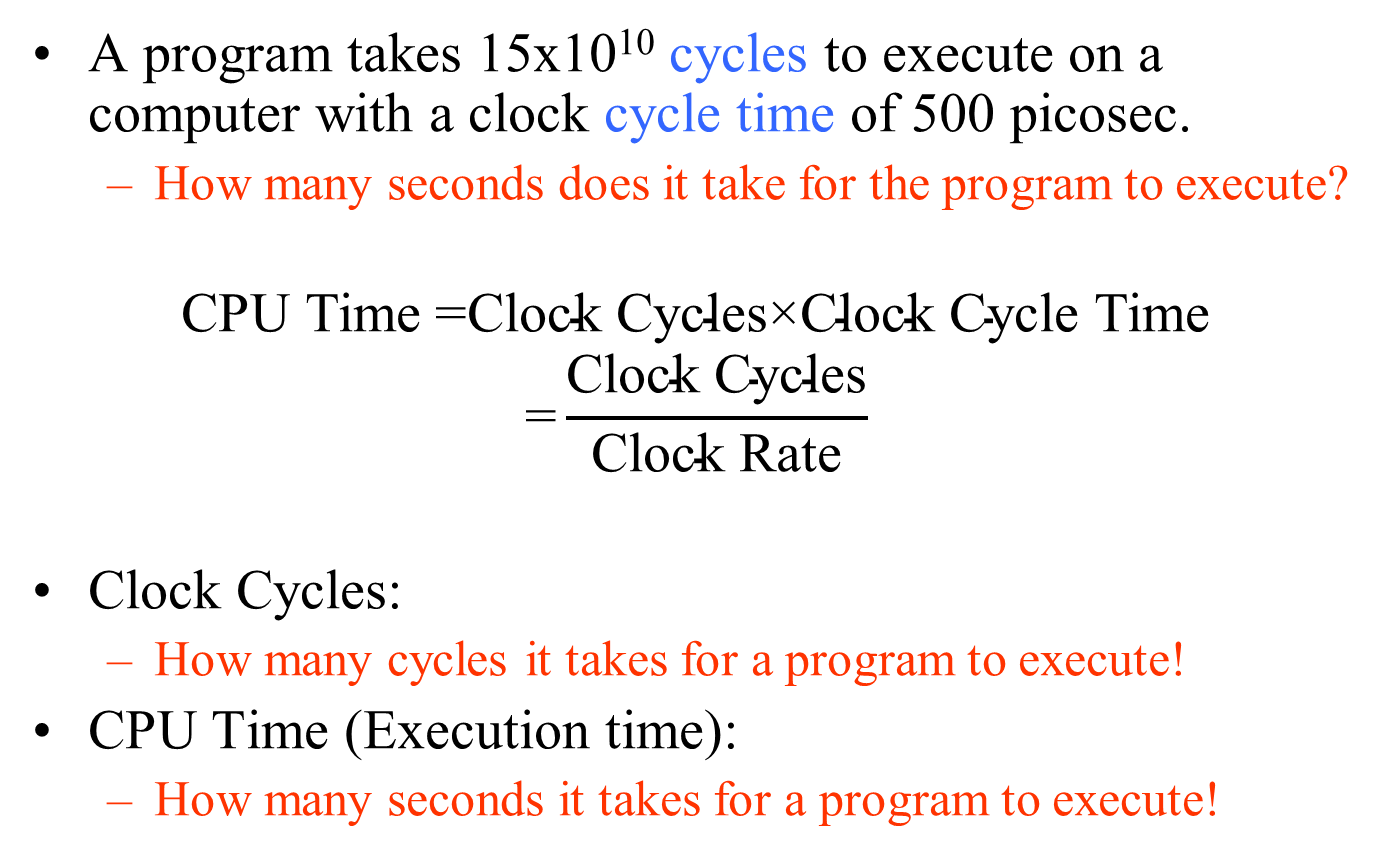 • A program takes 15x10¹⁰ cycles to execute on a
computer with a clock cycle time of 500 picosec.
– How many seconds does it take for the program to execute?
CPU Time =Clock Cycles×Clock Cycle Time
Clock Cycles
=
Clock Rate
• Clock Cycles:
– How many cycles it takes for a program to execute!
• CPU Time (Execution time):
– How many seconds it takes for a program to execute!